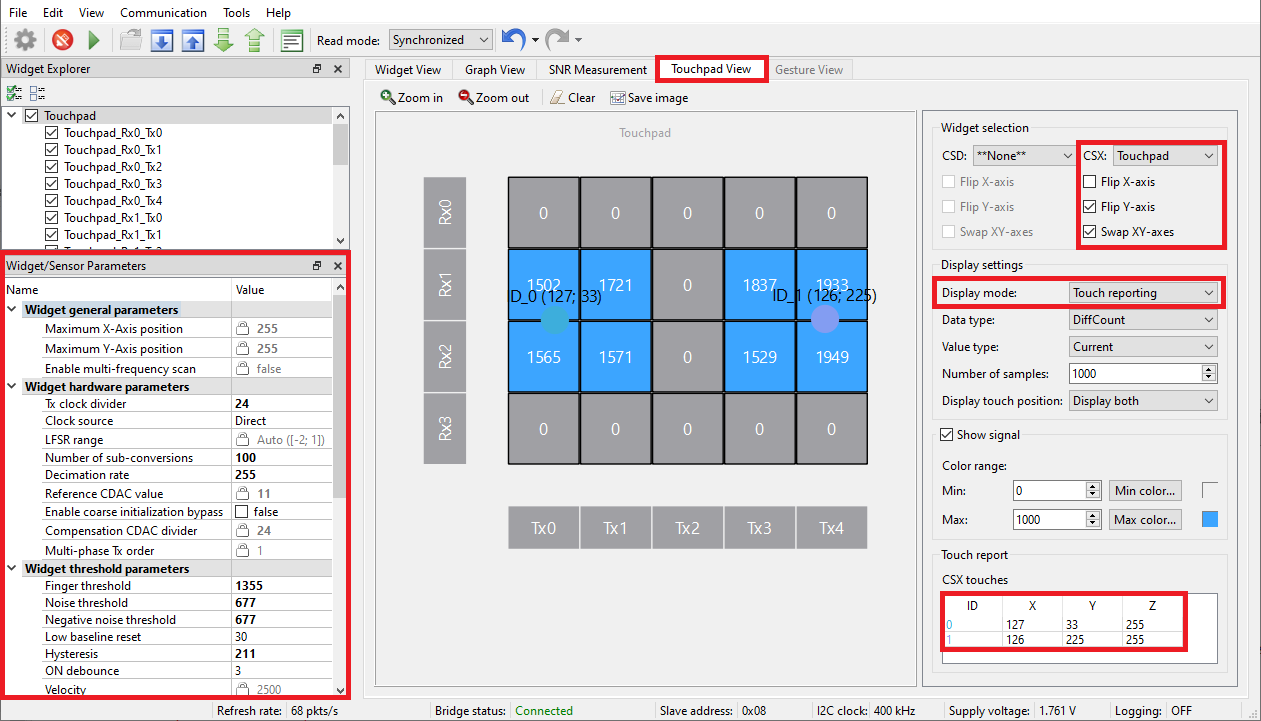 File Edit View Communication Tools Help
Read mode: Synchronized
Widget Explorer
Touchpad
Touchpad_Rx0_Tx0
Touchpad_Rx0_Tx1
Touchpad_Rx0_Tx2
Touchpad_Rx0_Tx3
Touchpad_Rx0_Tx4
Touchpad_Rx1_Tx0
Touchpad_Rx1_Tx1
Widget/Sensor Parameters
Name Value
Widget general parameters
Maximum X-Axis position 255
Maximum Y-Axis position 255
Enable multi-frequency scan false
Widget hardware parameters
Tx clock divider 24
Clock source Direct
LFSR range Auto ([-2; 1])
Number of sub-conversions 100
Decimation rate 255
Reference CDAC value 11
Enable coarse initialization bypass false
Compensation CDAC divider 24
Multi-phase Tx order 1
Widget threshold parameters
Finger threshold 1355
Noise threshold 677
Negative noise threshold 677
Low baseline reset 30
Hysteresis 211
ON debounce 3
Velocity 2500
Widget View Graph View SNR Measurement Touchpad View Gesture View
Zoom in Zoom out Clear Save image
Touchpad
Rx0 0 0 0 0 0
Rx1 1502 1721 0 1837 1933
ID_0 (127; 33) ID_1 (126; 225)
Rx2 1565 1571 0 1529 1949
Rx3 0 0 0 0 0
Tx0 Tx1 Tx2 Tx3 Tx4
Widget selection
CSD: **None** CSX: Touchpad
Flip X-axis Flip X-axis
Flip Y-axis Flip Y-axis
Swap XY-axes Swap XY-axes
Display settings
Display mode: Touch reporting
Data type: DiffCount
Value type: Current
Number of samples: 1000
Display touch position: Display both
Show signal
Color range:
Min: 0 Min color...
Max: 1000 Max color...
Touch report
CSX touches
ID X Y Z
0 127 33 255
1 126 225 255
Refresh rate: 68 pkts/s Bridge status: Connected Slave address: 0x08 I2C clock: 400 kHz Supply voltage: 1.761 V Logging: OFF